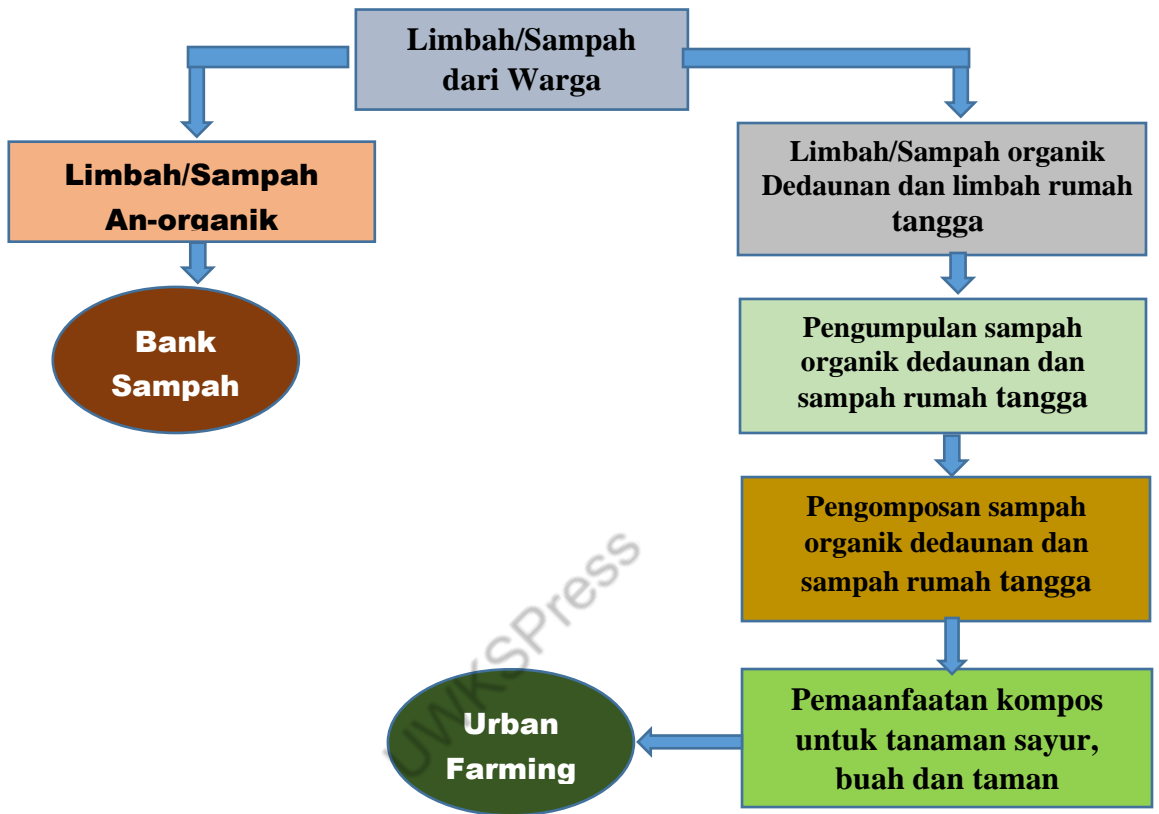 Limbah/Sampah
dari Warga
Limbah/Sampah
An-organik
Bank
Sampah
Limbah/Sampah organik
Dedaunan dan limbah rumah
tangga
Pengumpulan sampah
organik dedaunan dan
sampah rumah tangga
Pengomposan sampah
organik dedaunan dan
sampah rumah tangga
Pemaanfaatan kompos
untuk tanaman sayur,
buah dan taman
Urban
Farming
UWKSPress